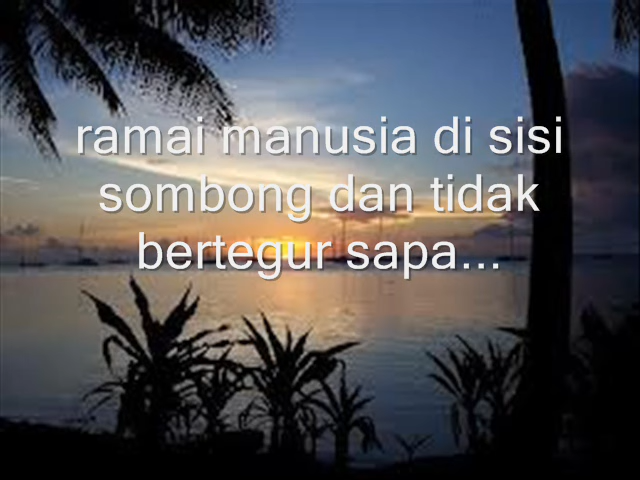 ramai manusia di sisi
sombong dan tidak
bertegur sapa...